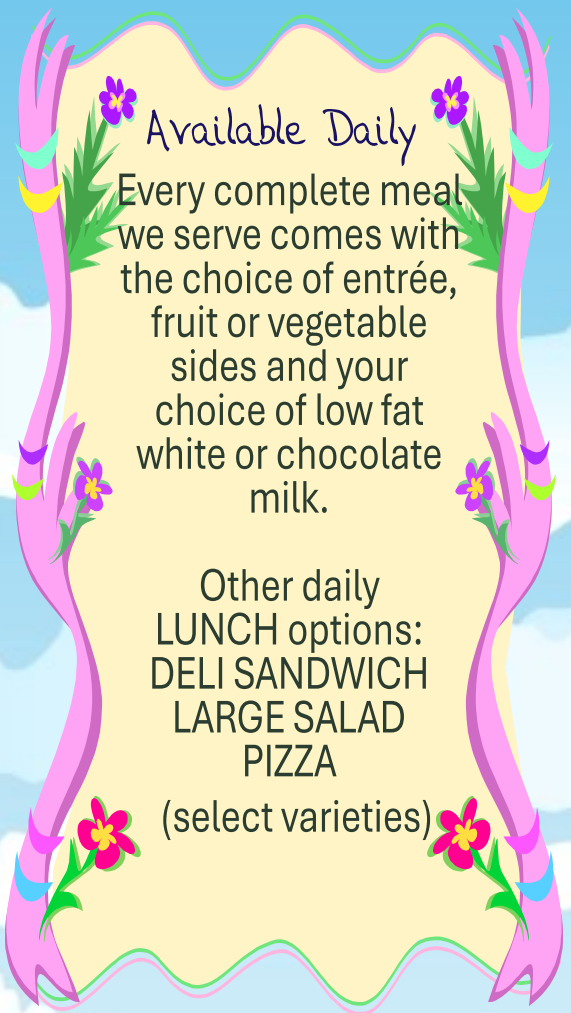 Available Daily
Every complete meal
we serve comes with
the choice of entrée,
fruit or vegetable
sides and your
choice of low fat
white or chocolate
milk.
Other daily
LUNCH options:
DELI SANDWICH
LARGE SALAD
PIZZA
(select varieties)